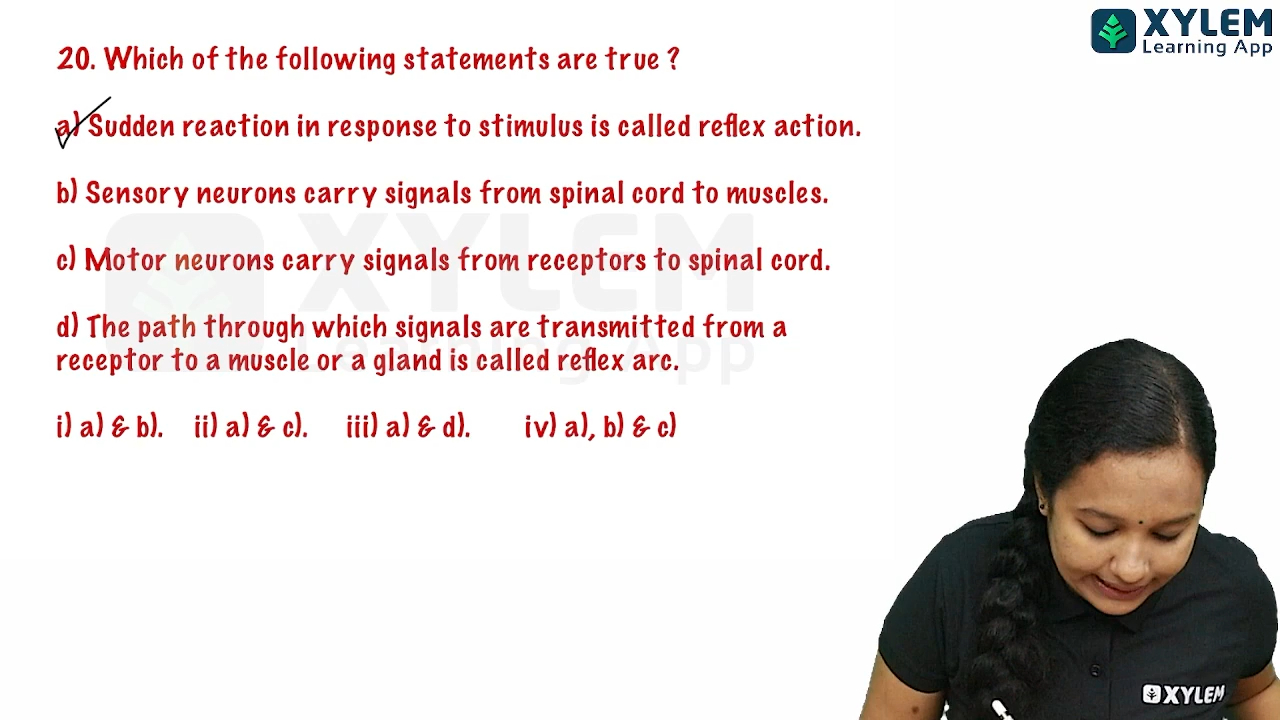 XYLEM
Learning App
20. Which of the following statements are true ?
a) Sudden reaction in response to stimulus is called reflex action.
b) Sensory neurons carry signals from spinal cord to muscles.
c) Motor neurons carry signals from receptors to spinal cord.
d) The path through which signals are transmitted from a
receptor to a muscle or a gland is called reflex arc.
i) a) & b). ii) a) & c). iii) a) & d). iv) a), b) & c)
XYLEM
Learning App
XYLEM